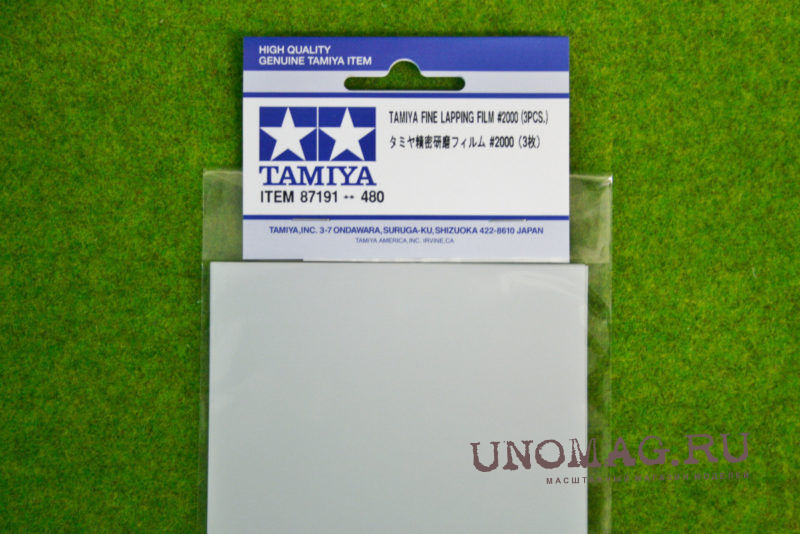 HIGH QUALITY
GENUINE TAMIYA ITEM
TAMIYA FINE LAPPING FILM #2000 (3PCS.)
タミヤ精密研磨フィルム #2000 (3枚)
TAMIYA
ITEM 87191 ** 480
TAMIYA,INC. 3-7 ONDAWARA,SURUGA-KU,SHIZUOKA 422-8610 JAPAN
TAMIYA AMERICA,INC. IRVINE,CA
UNOMAG.RU